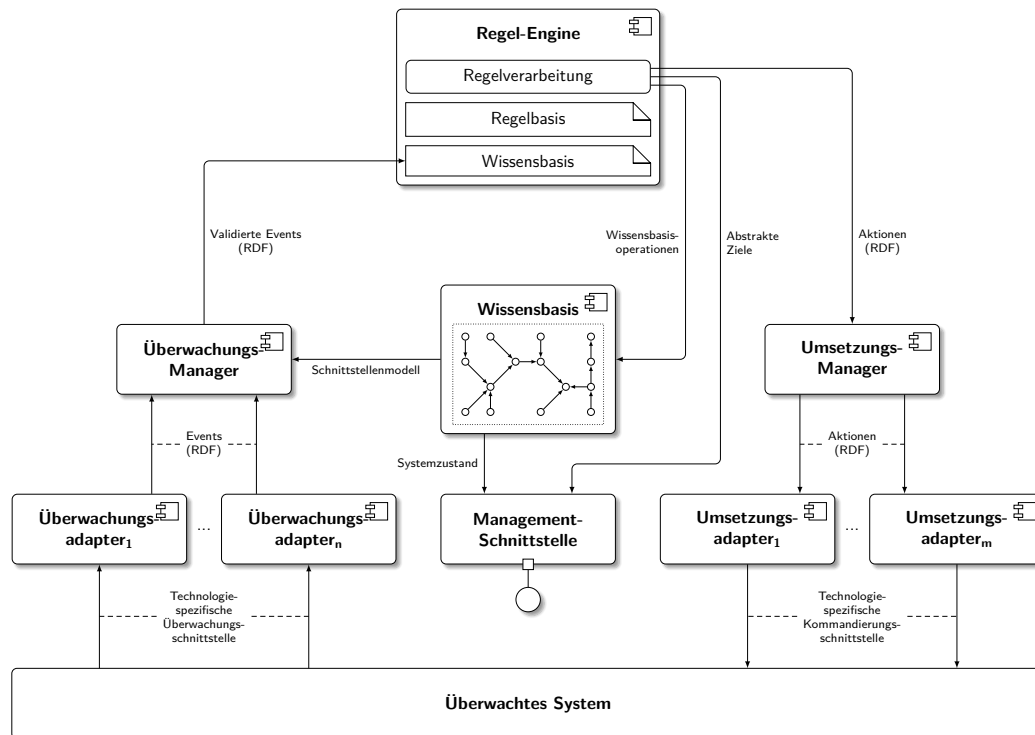 Regel-Engine
Regelverarbeitung
Regelbasis
Wissensbasis
Validierte Events
(RDF)
Wissensbasis-
operationen
Abstrakte
Ziele
Aktionen
(RDF)
Wissensbasis
Überwachungs-
Manager
Schnittstellenmodell
Umsetzungs-
Manager
Events
(RDF)
Systemzustand
Aktionen
(RDF)
Überwachungs-
adapter1
...
Überwachungs-
adaptern
Management-
Schnittstelle
Umsetzungs-
adapter1
...
Umsetzungs-
adapterm
Technologie-
spezifische
Überwachungs-
schnittstelle
Technologie-
spezifische
Kommandierungs-
schnittstelle
Überwachtes System